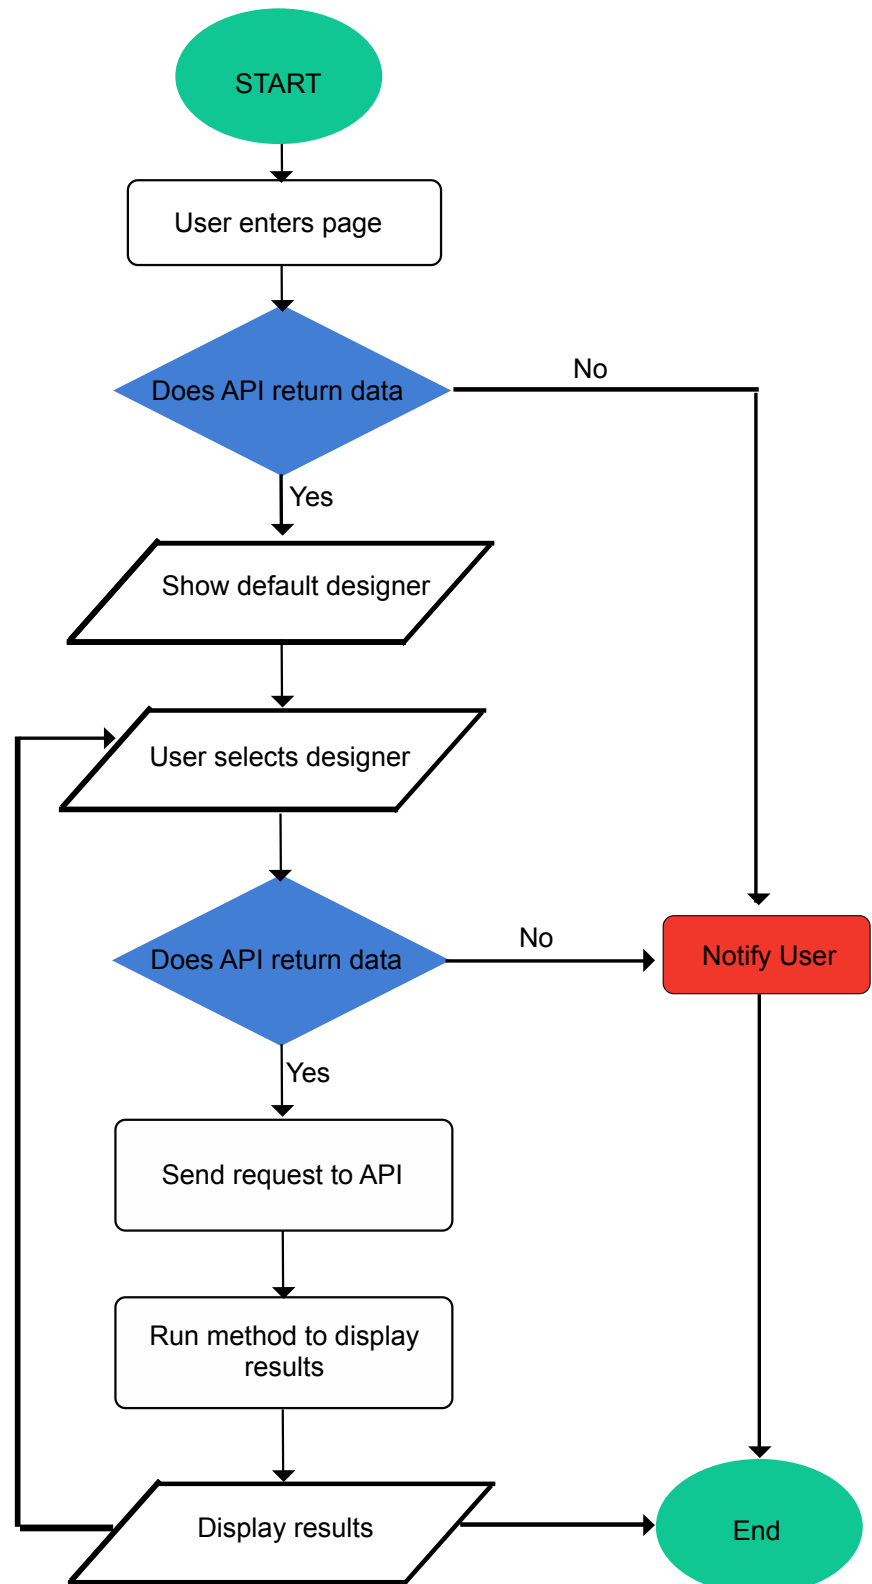 START
User enters page
Does API return data
No
Yes
Show default designer
User selects designer
Does API return data
No
Notify User
Yes
Send request to API
Run method to display
results
Display results
End